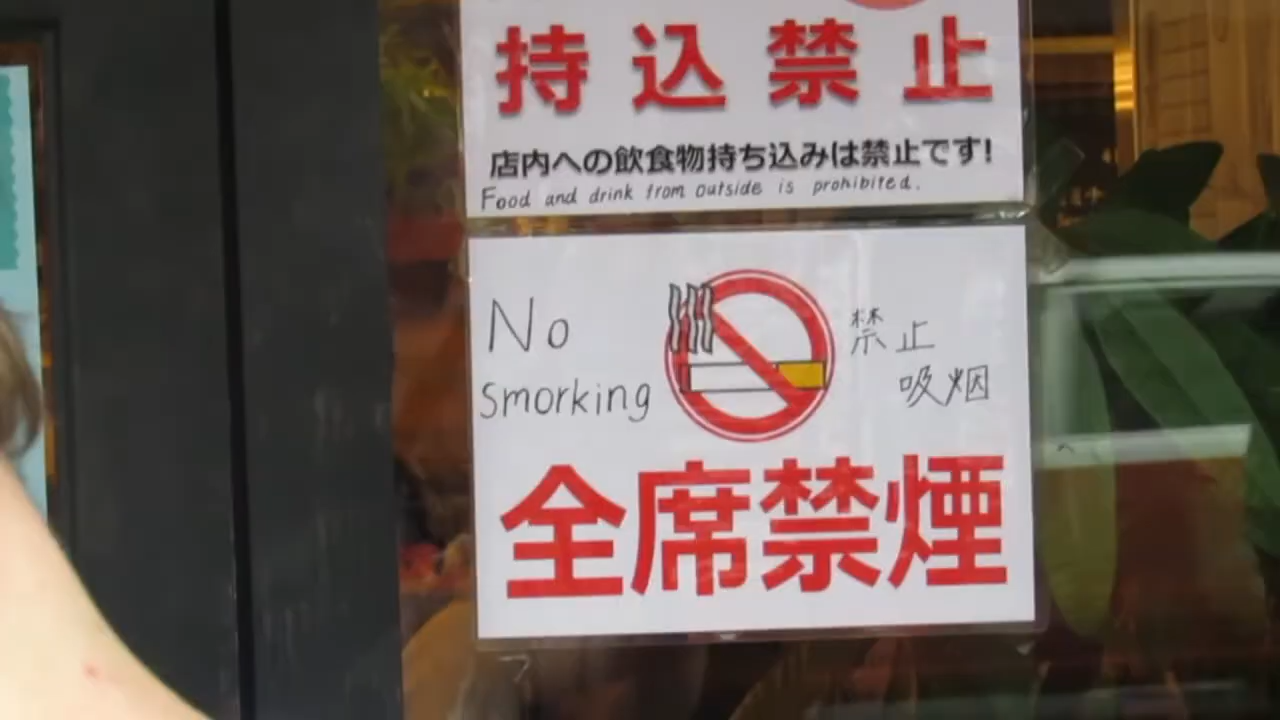 持込禁止
店内への飲食物持ち込みは禁止です!
Food and drink from outside is prohibited.
No
smorking
禁止
吸烟
全席禁煙